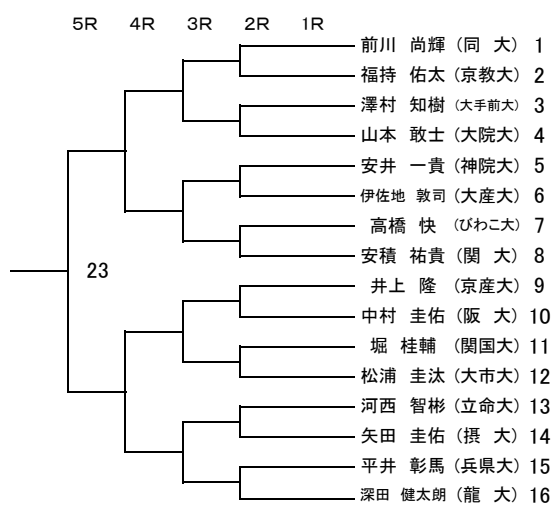 5R 4R 3R 2R 1R
前川 尚輝 (同 大) 1
福持 佑太 (京教大) 2
澤村 知樹 (大手前大) 3
山本 敢士 (大院大) 4
安井 一貴 (神院大) 5
伊佐地 敦司 (大産大) 6
高橋 快 (びわこ大) 7
安積 祐貴 (関 大) 8
23
井上 隆 (京産大) 9
中村 圭佑 (阪 大) 10
堀 桂輔 (関国大) 11
松浦 圭汰 (大市大) 12
河西 智彬 (立命大) 13
矢田 圭佑 (摂 大) 14
平井 彰馬 (兵県大) 15
深田 健太朗 (龍 大) 16